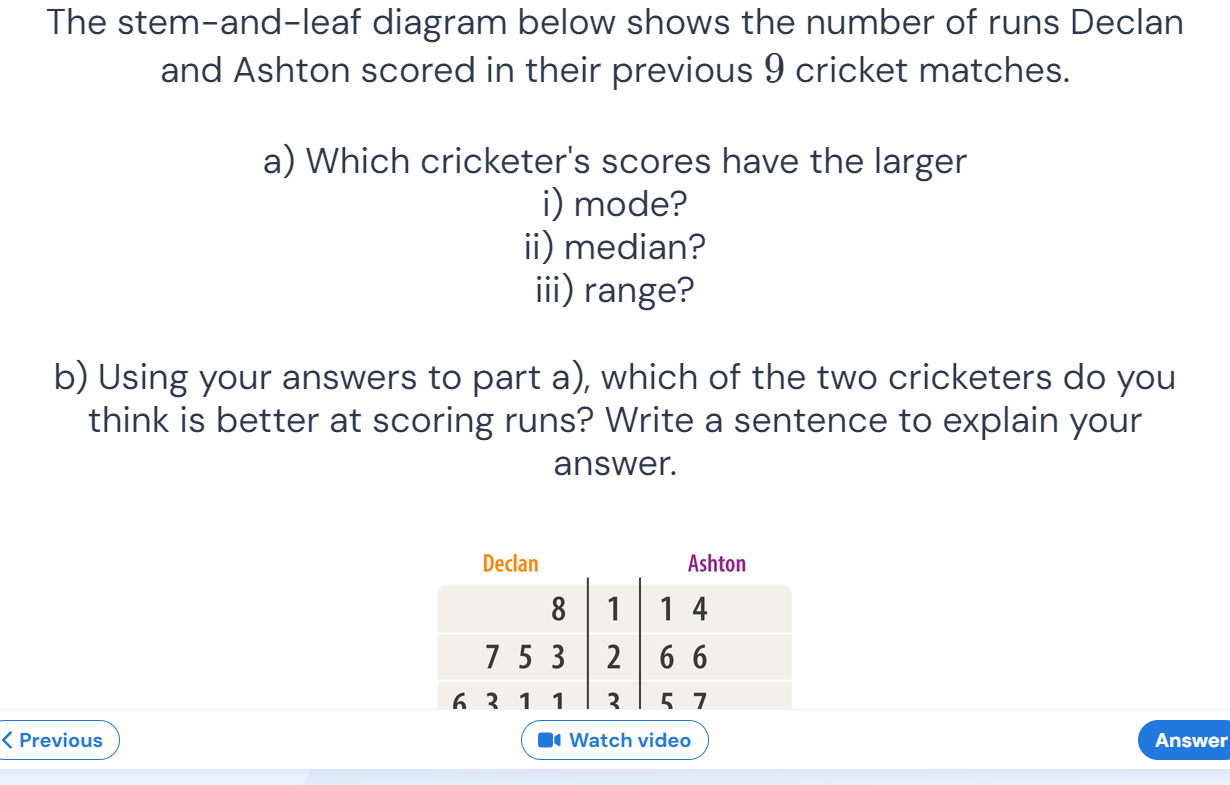 The stem-and-leaf diagram below shows the number of runs Declan
and Ashton scored in their previous 9 cricket matches.
a) Which cricketer's scores have the larger
i) mode?
ii) median?
iii) range?
b) Using your answers to part a), which of the two cricketers do you
think is better at scoring runs? Write a sentence to explain your
answer.
Declan Ashton
8 1 1 4
7 5 3 2 6 6
6 3 1 1 3 5 7
Previous Watch video Answer